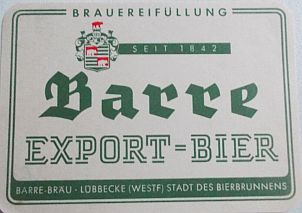 BRAUEREIFÜLLUNG
SEIT 1842
Barre
EXPORT=BIER
BARRE-BRÄU · LÜBBECKE (WESTF) STADT DES BIERBRUNNENS